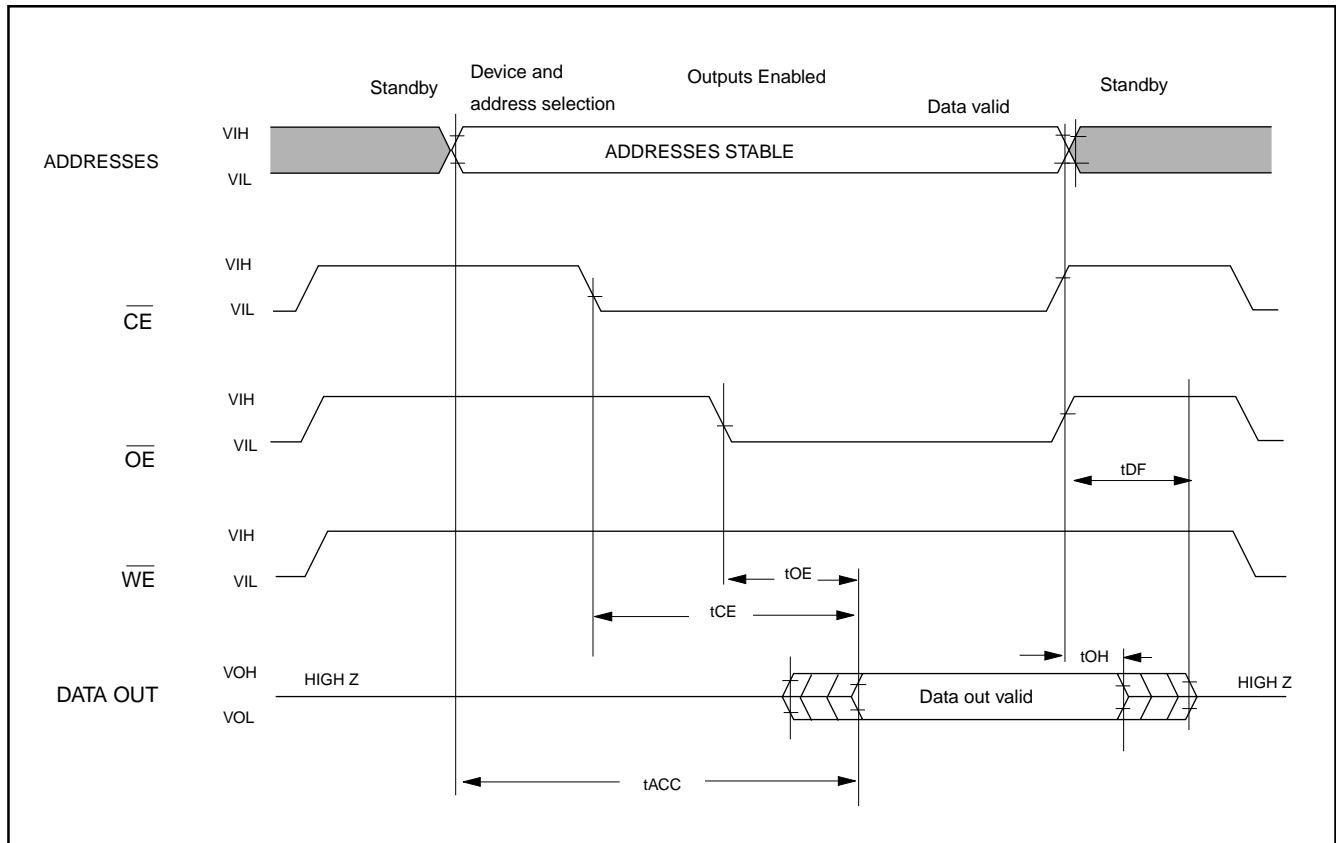 Standby
Device and
address selection
Outputs Enabled
Data valid
Standby
ADDRESSES
VIH
VIL
ADDRESSES STABLE
CE
VIH
VIL
OE
VIH
VIL
tDF
WE
VIH
VIL
tOE
tCE
tOH
DATA OUT
VOH
VOL
HIGH Z
Data out valid
HIGH Z
tACC